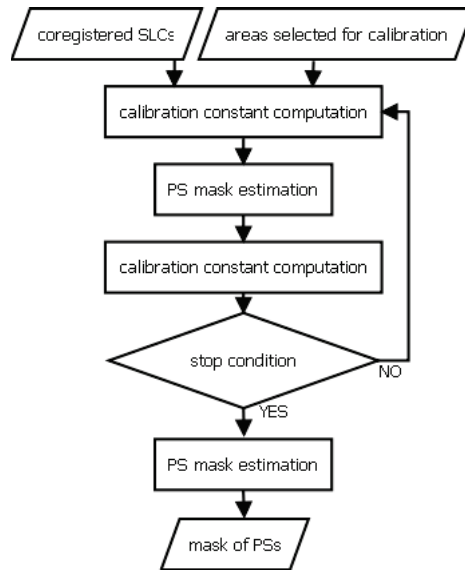 coregistered SLCs
areas selected for calibration
calibration constant computation
PS mask estimation
calibration constant computation
stop condition
NO
YES
PS mask estimation
mask of PSs